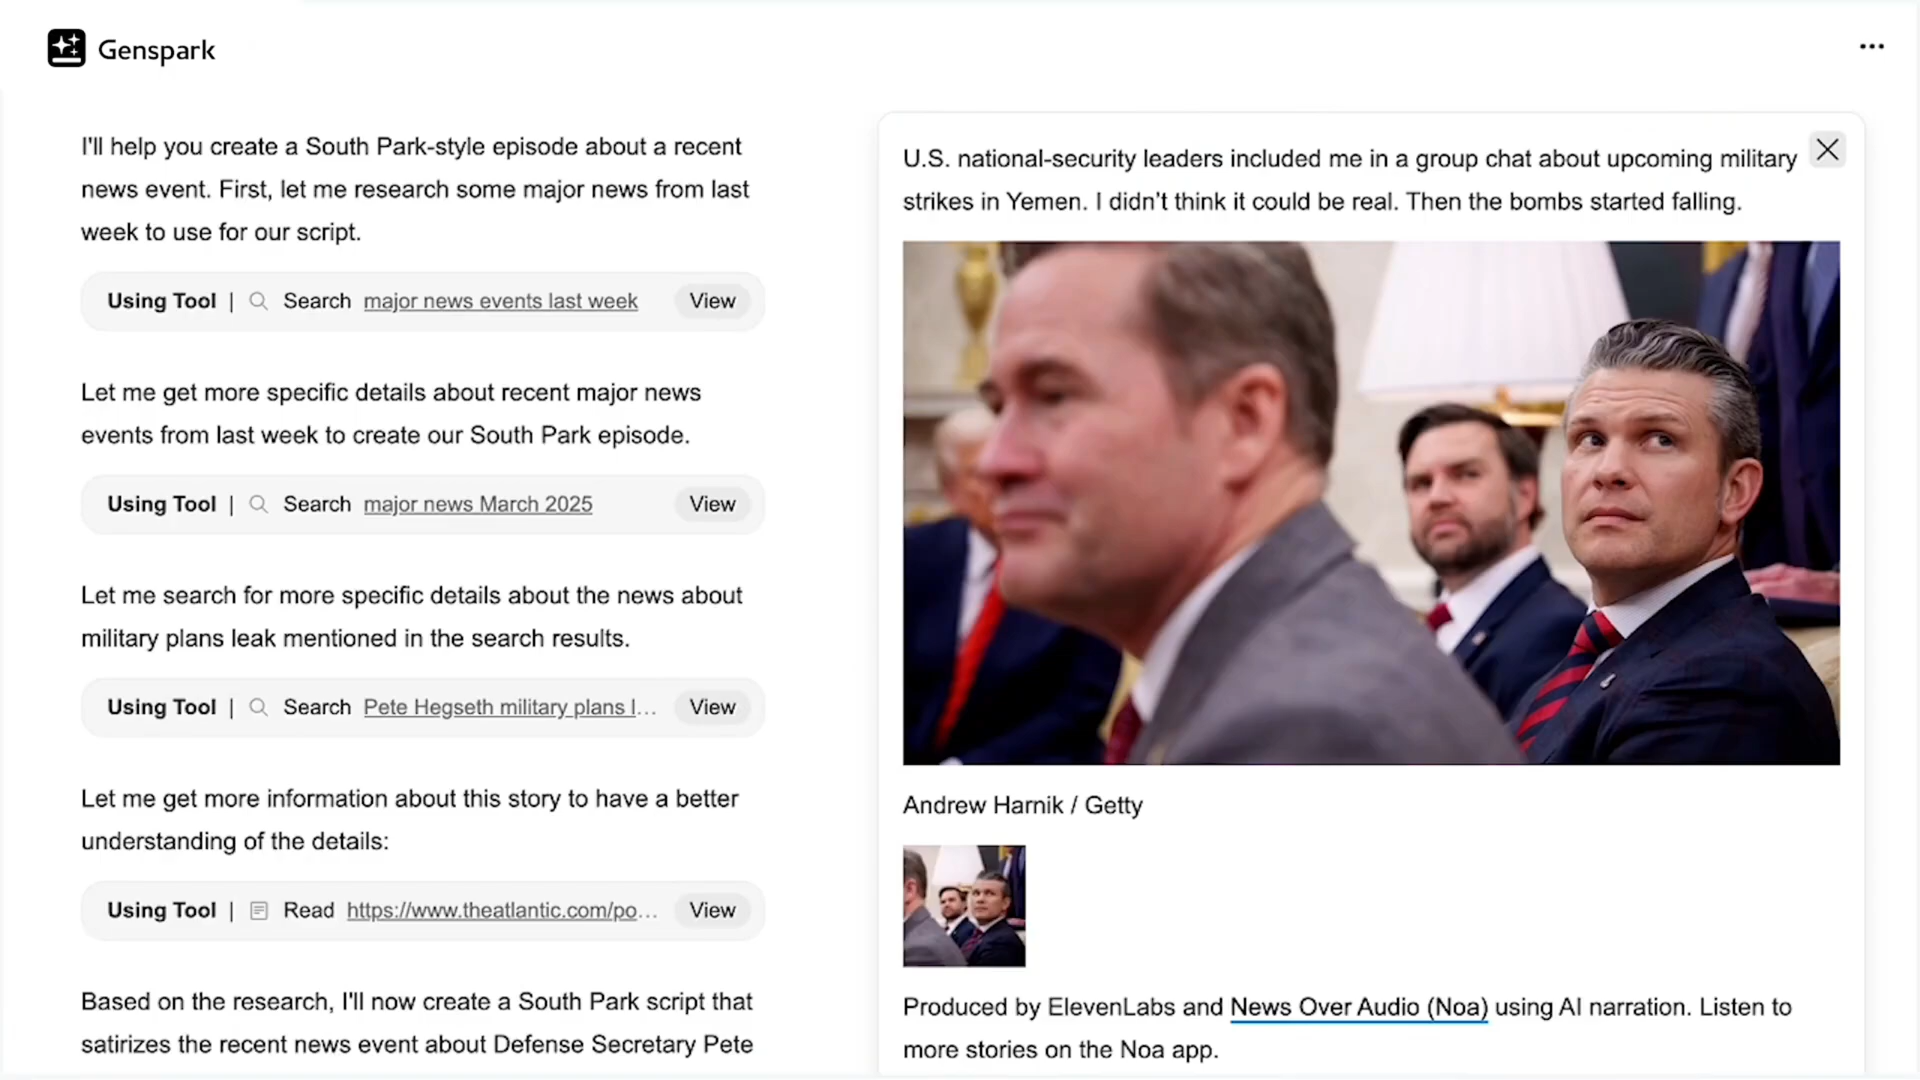 Genspark
I'll help you create a South Park-style episode about a recent
news event. First, let me research some major news from last
week to use for our script.
Using Tool | Search major news events last week View
Let me get more specific details about recent major news
events from last week to create our South Park episode.
Using Tool | Search major news March 2025 View
Let me search for more specific details about the news about
military plans leak mentioned in the search results.
Using Tool | Search Pete Hegseth military plans l... View
Let me get more information about this story to have a better
understanding of the details:
Using Tool | Read https://www.theatlantic.com/po... View
Based on the research, I'll now create a South Park script that
satirizes the recent news event about Defense Secretary Pete
U.S. national-security leaders included me in a group chat about upcoming military
strikes in Yemen. I didn’t think it could be real. Then the bombs started falling.
Andrew Harnik / Getty
Produced by ElevenLabs and News Over Audio (Noa) using AI narration. Listen to
more stories on the Noa app.